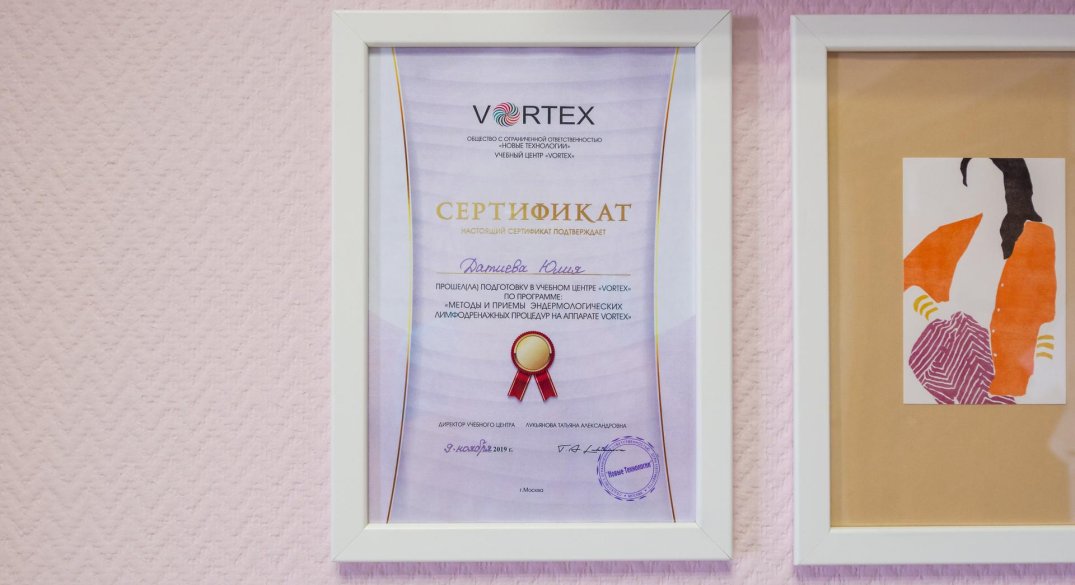 VORTEX
ОБЩЕСТВО С ОГРАНИЧЕННОЙ ОТВЕТСТВЕННОСТЬЮ
«НОВЫЕ ТЕХНОЛОГИИ»
УЧЕБНЫЙ ЦЕНТР «VORTEX»
СЕРТИФИКАТ
НАСТОЯЩИЙ СЕРТИФИКАТ ПОДТВЕРЖДАЕТ
Датиева Юлия
ПРОШЕЛ(ЛА) ПОДГОТОВКУ В УЧЕБНОМ ЦЕНТРЕ «VORTEX»
ПО ПРОГРАММЕ:
«МЕТОДЫ И ПРИЕМЫ ЭНДЕРМОЛОГИЧЕСКИХ
ЛИМФОДРЕНАЖНЫХ ПРОЦЕДУР НА АППАРАТЕ VORTEX»
ДИРЕКТОР УЧЕБНОГО ЦЕНТРА ЛУКЬЯНОВА ТАТЬЯНА АЛЕКСАНДРОВНА
9 ноября 2019 г.
"Новые Технологии"
г.Москва